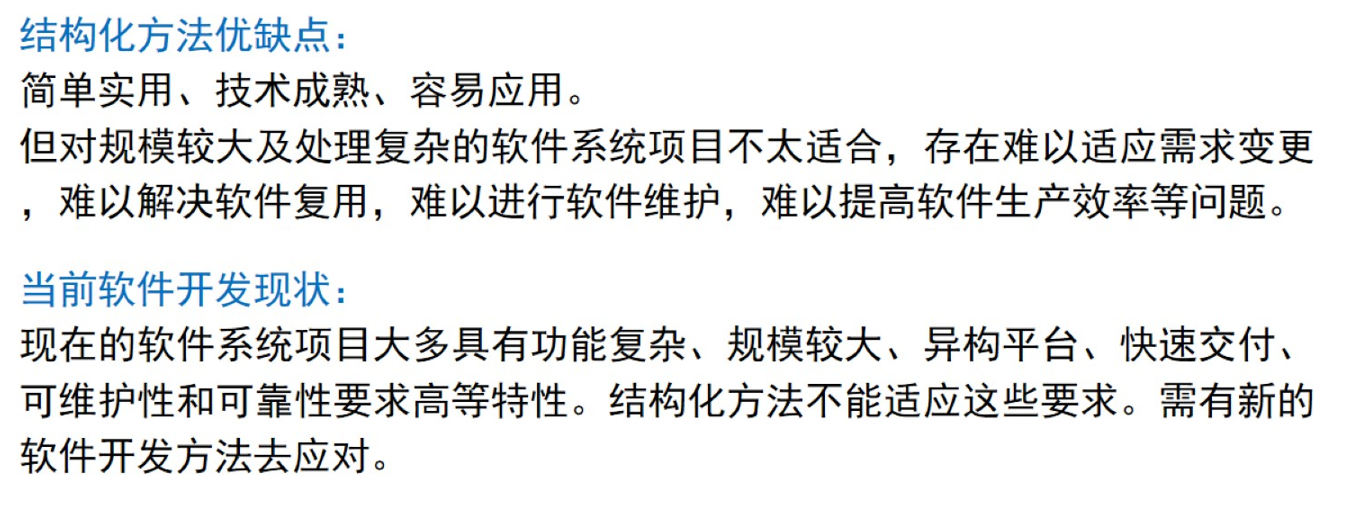 结构化方法优缺点：
简单实用、技术成熟、容易应用。
但对规模较大及处理复杂的软件系统项目不太适合，存在难以适应需求变更
，难以解决软件复用，难以进行软件维护，难以提高软件生产效率等问题。
当前软件开发现状：
现在的软件系统项目大多具有功能复杂、规模较大、异构平台、快速交付、
可维护性和可靠性要求高等特性。结构化方法不能适应这些要求。需有新的
软件开发方法去应对。